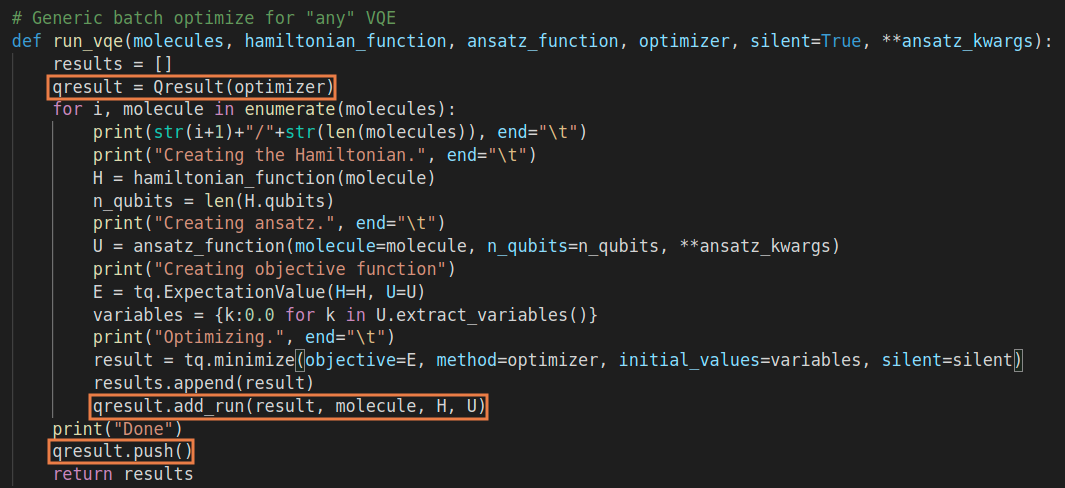 # Generic batch optimize for "any" VQE
def run_vqe(molecules, hamiltonian_function, ansatz_function, optimizer, silent=True, **ansatz_kwargs):
    results = []
    qresult = Qresult(optimizer)
    for i, molecule in enumerate(molecules):
        print(str(i+1)+"/"+str(len(molecules)), end="\t")
        print("Creating the Hamiltonian.", end="\t")
        H = hamiltonian_function(molecule)
        n_qubits = len(H.qubits)
        print("Creating ansatz.", end="\t")
        U = ansatz_function(molecule=molecule, n_qubits=n_qubits, **ansatz_kwargs)
        print("Creating objective function")
        E = tq.ExpectationValue(H=H, U=U)
        variables = {k:0.0 for k in U.extract_variables()}
        print("Optimizing.", end="\t")
        result = tq.minimize(objective=E, method=optimizer, initial_values=variables, silent=silent)
        results.append(result)
        qresult.add_run(result, molecule, H, U)
    print("Done")
    qresult.push()
    return results